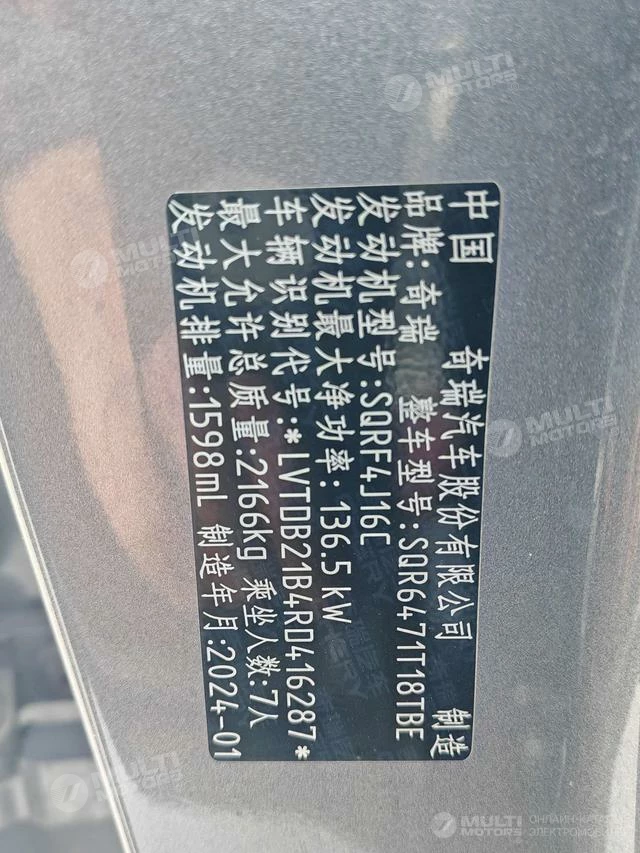 中国 奇瑞汽车股份有限公司 制造
品牌:奇瑞 整车型号:SQR6471T18TBE
发动机型号:SQRF4J16C
发动机最大净功率:136.5 kW
车辆识别代号:*LVTDB21B4RD416287*
最大允许总质量:2166kg 乘坐人数:7人
发动机排量:1598mL 制造年月:2024-01
MULTI MOTORS
MULTI MOTORS
MULTI MOTORS
MULTI MOTORS
MULTI MOTORS